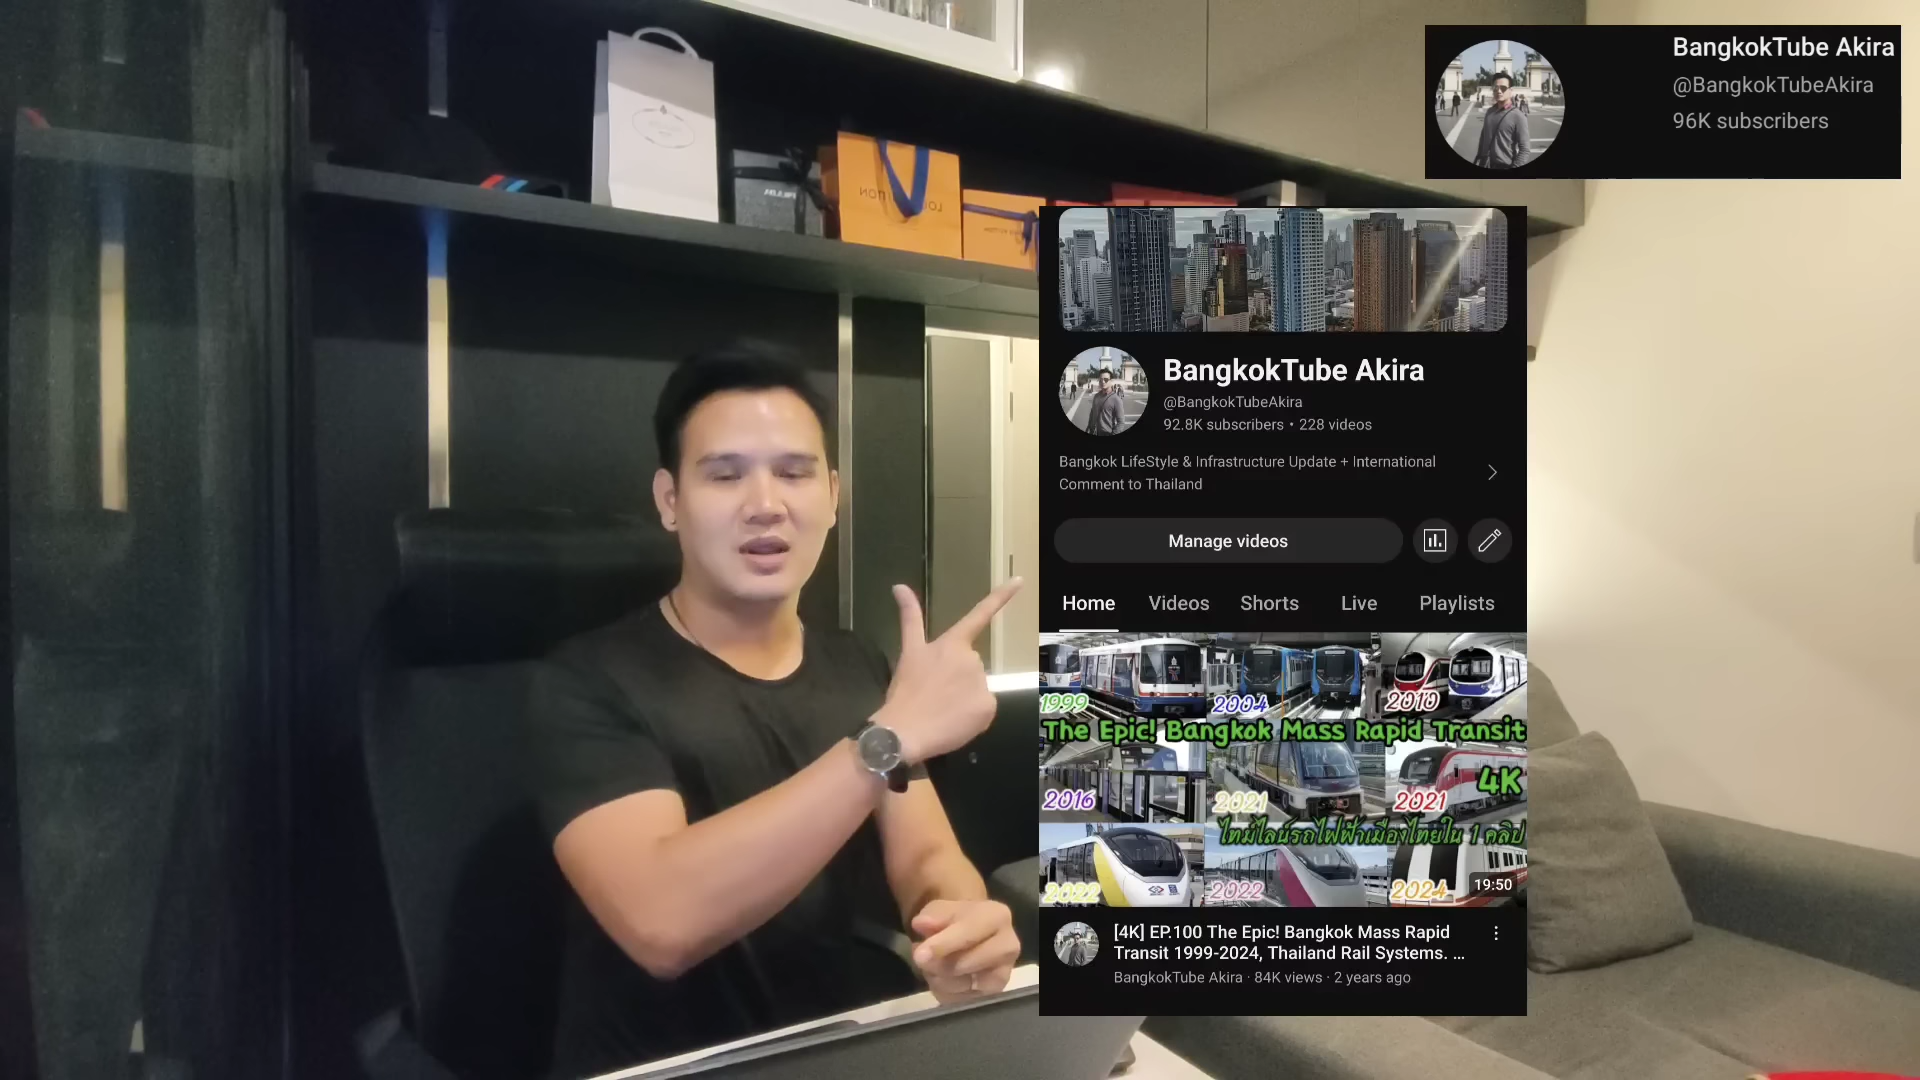 BangkokTube Akira
@BangkokTubeAkira
96K subscribers
BangkokTube Akira
@BangkokTubeAkira
92.8K subscribers • 228 videos
Bangkok LifeStyle & Infrastructure Update + International
Comment to Thailand
Manage videos
Home Videos Shorts Live Playlists
1999 2004 2010
The Epic! Bangkok Mass Rapid Transit
4K
2016 2021 2021
ไทม์ไลน์รถไฟฟ้าเมืองไทยใน 1 คลิป
2022 2022 2024
19:50
[4K] EP.100 The Epic! Bangkok Mass Rapid
Transit 1999-2024, Thailand Rail Systems. ...
BangkokTube Akira · 84K views · 2 years ago